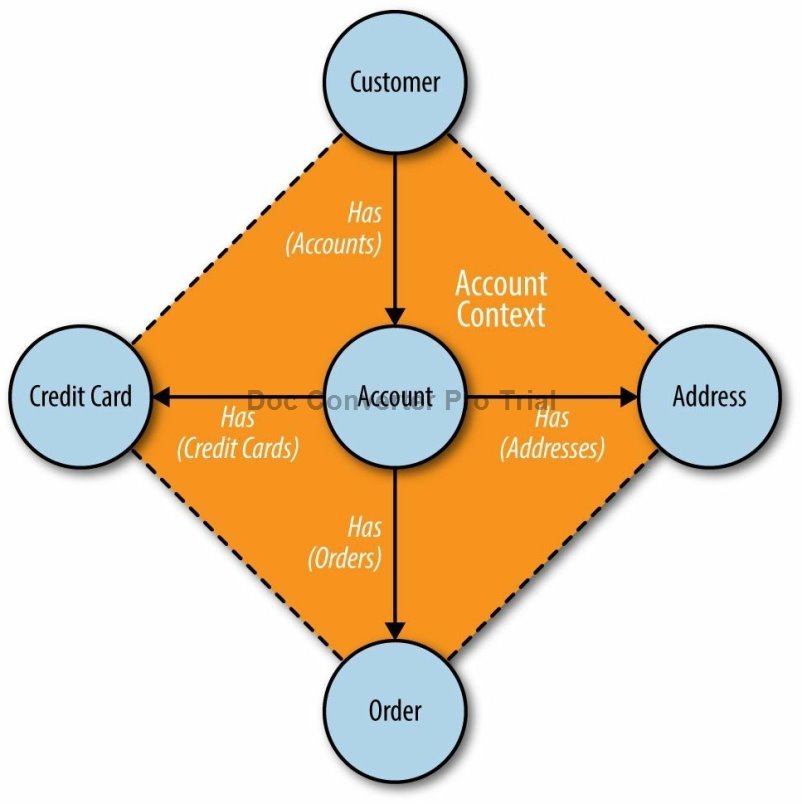 Customer
Has
(Accounts)
Account
Context
Credit Card
Account
Address
Doc Converter Pro Trial
Has
(Credit Cards)
Has
(Addresses)
Has
(Orders)
Order